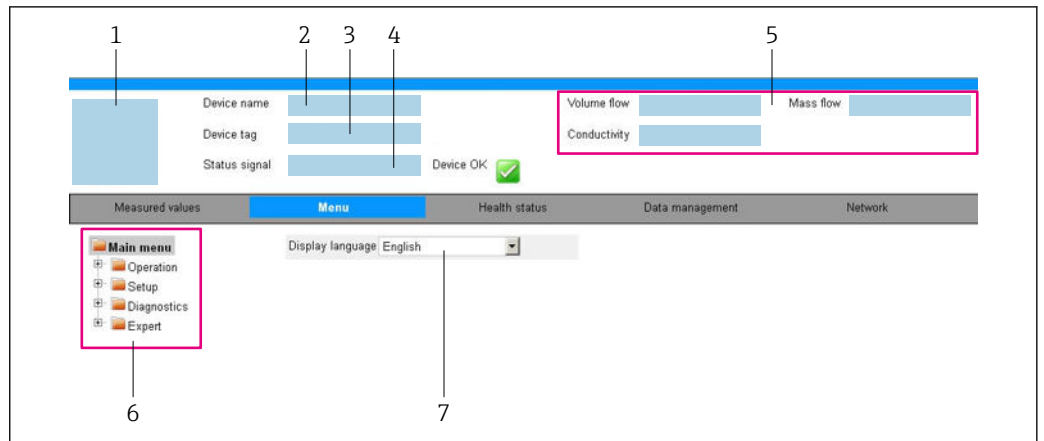 1 2 3 4 5
Device name Volume flow Mass flow
Device tag Conductivity
Status signal Device OK
Measured values Menu Health status Data management Network
Main menu Display language English
Operation
Setup
Diagnostics
Expert
6 7